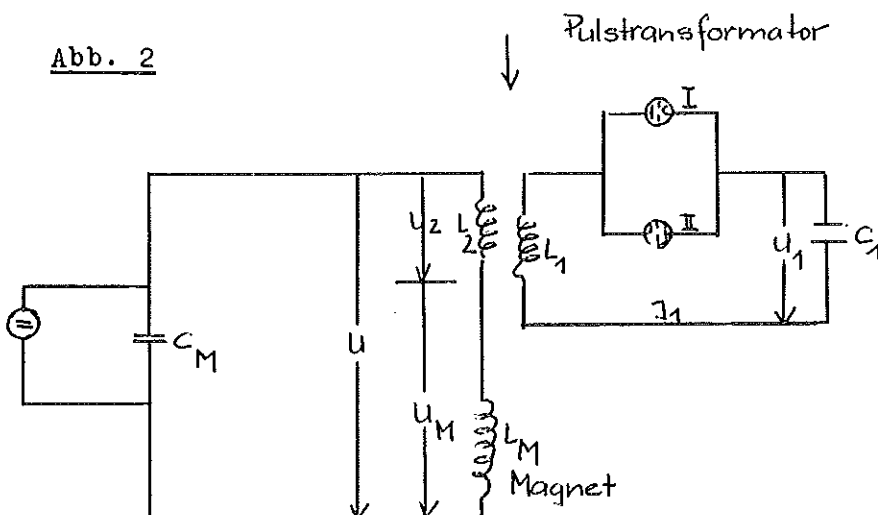 Abb. 2
Pulstransformator
I
II
U
U2
L2
L1
U1
C1
J1
CM
UM
LM
Magnet